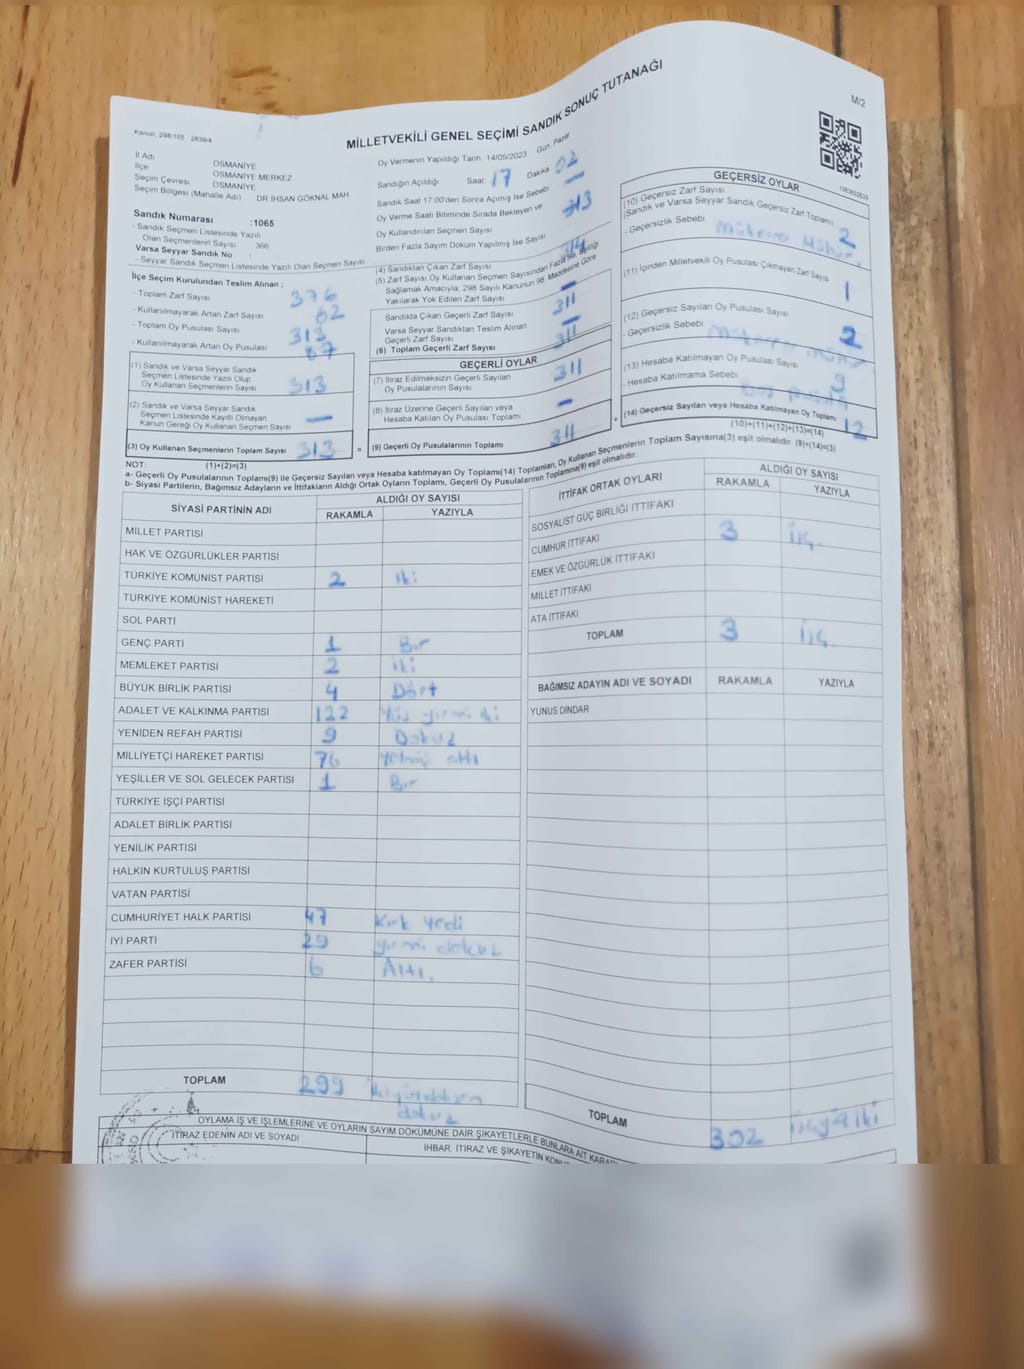 M/2
MİLLETVEKİLİ GENEL SEÇİMİ SANDIK SONUÇ TUTANAĞI
Kanun, 298/105 , 2839/4
İl Adı OSMANİYE
İlçe OSMANİYE MERKEZ
Seçim Çevresi OSMANİYE
Seçim Bölgesi (Mahalle Adı) DR İHSAN GÖKNAL MAH.
Sandık Numarası :1065
- Sandık Seçmen Listesinde Yazılı
Olan Seçmenlerin Sayısı 366
Varsa Seyyar Sandık No :
- Seyyar Sandık Seçmen Listesinde Yazılı Olan Seçmen Sayısı
İlçe Seçim Kurulundan Teslim Alınan ;
- Toplam Zarf Sayısı 376
- Kullanılmayarak Artan Zarf Sayısı 62
- Toplam Oy Pusulası Sayısı 313
- Kullanılmayarak Artan Oy Pusulası 87
(1) Sandık ve Varsa Seyyar Sandık
Seçmen Listesinde Yazılı Olup
Oy Kullanan Seçmenlerin Sayısı 313
(2) Sandık ve Varsa Seyyar Sandık
Seçmen Listesinde Kayıtlı Olmayan
Kanun Gereği Oy Kullanan Seçmen Sayısı —
(3) Oy Kullanan Seçmenlerin Toplam Sayısı 313
Oy Vermenin Yapıldığı Tarih 14/05/2023 Gün Pazar
Sandığın Açıldığı Saat 17 Dakika 02
Sandık Saat 17:00'den Sonra Açılmış İse Sebebi —
Oy Verme Saati Bitiminde Sırada Bekleyen ve
Oy Kullandırılan Seçmen Sayısı
Birden Fazla Sayım Döküm Yapılmış İse Sayısı
(4) Sandıktan Çıkan Zarf Sayısı 314
(5) Zarf Sayısı Oy Kullanan Seçmen Sayısından Fazla İse, Eşitliği
Sağlamak Amacıyla, 298 Sayılı Kanunun 98. Maddesine Göre
Yakılarak Yok Edilen Zarf Sayısı —
Sandıkta Çıkan Geçerli Zarf Sayısı 311
Varsa Seyyar Sandıktan Teslim Alınan
Geçerli Zarf Sayısı —
(6) Toplam Geçerli Zarf Sayısı 311
GEÇERLİ OYLAR
(7) İtiraz Edilmeksizin Geçerli Sayılan
Oy Pusulalarının Sayısı 311
(8) İtiraz Üzerine Geçerli Sayılan veya
Hesaba Katılan Oy Pusulası Toplamı —
= (9) Geçerli Oy Pusulalarının Toplamı 311 +
GEÇERSİZ OYLAR
1083652639
(10) Geçersiz Zarf Sayısı
(Sandık ve Varsa Seyyar Sandık Geçersiz Zarf Toplamı) 2
- Geçersizlik Sebebi
(11) İçinden Milletvekili Oy Pusulası Çıkmayan Zarf Sayısı 1
(12) Geçersiz Sayılan Oy Pusulası Sayısı 2
- Geçersizlik Sebebi
(13) Hesaba Katılmayan Oy Pusulası Sayısı 9
- Hesaba Katılmama Sebebi
(14) Geçersiz Sayılan veya Hesaba Katılmayan Oy Toplamı 12
(10)+(11)+(12)+(13)=(14)
NOT: (1)+(2)=(3)
a- Geçerli Oy Pusulalarının Toplamı(9) ile Geçersiz Sayılan veya Hesaba katılmayan Oy Toplamı(14) Toplamları, Oy Kullanan Seçmenlerin Toplam Sayısına(3) eşit olmalıdır. (9)+(14)=(3)
b- Siyasi Partilerin, Bağımsız Adayların ve İttifakların Aldığı Ortak Oyların Toplamı, Geçerli Oy Pusulalarının Toplamına(9) eşit olmalıdır.
SİYASİ PARTİNİN ADI ALDIĞI OY SAYISI
RAKAMLA YAZIYLA
MİLLET PARTİSİ
HAK VE ÖZGÜRLÜKLER PARTİSİ
TÜRKİYE KOMÜNİST PARTİSİ 2 iki
TÜRKİYE KOMÜNİST HAREKETİ
SOL PARTİ
GENÇ PARTİ 1 Bir
MEMLEKET PARTİSİ 2 iki
BÜYÜK BİRLİK PARTİSİ 4 Dört
ADALET VE KALKINMA PARTİSİ 122 Yüz yirmi iki
YENİDEN REFAH PARTİSİ 9 Dokuz
MİLLİYETÇİ HAREKET PARTİSİ 76 yetmiş altı
YEŞİLLER VE SOL GELECEK PARTİSİ 1 Bir
TÜRKİYE İŞÇİ PARTİSİ
ADALET BİRLİK PARTİSİ
YENİLİK PARTİSİ
HALKIN KURTULUŞ PARTİSİ
VATAN PARTİSİ
CUMHURİYET HALK PARTİSİ 47 Kırk yedi
İYİ PARTİ 29 yirmi dokuz
ZAFER PARTİSİ 6 Altı.
TOPLAM 299 ikiyüzdoksan
dokuz
İTTİFAK ORTAK OYLARI ALDIĞI OY SAYISI
RAKAMLA YAZIYLA
SOSYALİST GÜÇ BİRLİĞİ İTTİFAKI
CUMHUR İTTİFAKI 3 üç.
EMEK VE ÖZGÜRLÜK İTTİFAKI
MİLLET İTTİFAKI
ATA İTTİFAKI
TOPLAM 3 üç.
BAĞIMSIZ ADAYIN ADI VE SOYADI RAKAMLA YAZIYLA
YUNUS DİNDAR
TOPLAM 302 üçyüz iki
OYLAMA İŞ VE İŞLEMLERİNE VE OYLARIN SAYIM DÖKÜMÜNE DAİR ŞİKAYETLERLE BUNLARA AİT
İTİRAZ EDENİN ADI VE SOYADI
İHBAR, İTİRAZ VE ŞİKAYETİN